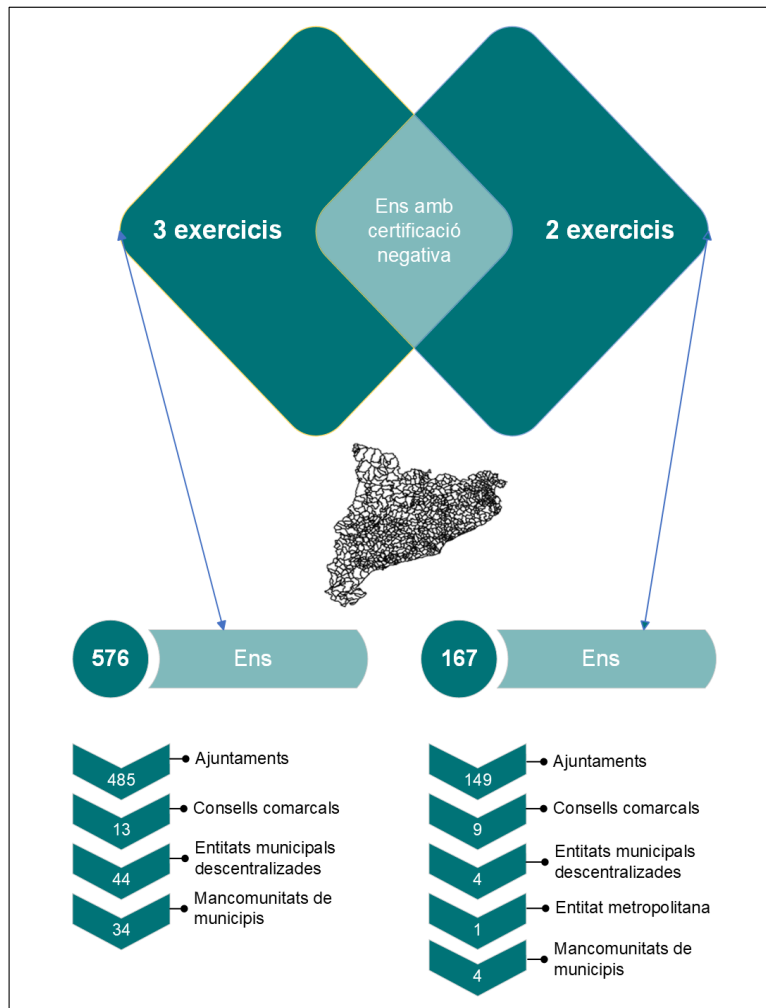 3 exercicis
Ens amb
certificació
negativa
2 exercicis
576
Ens
167
Ens
485
Ajuntaments
13
Consells comarcals
44
Entitats municipals
descentralizades
34
Mancomunitats de
municipis
149
Ajuntaments
9
Consells comarcals
4
Entitats municipals
descentralizades
1
Entitat metropolitana
4
Mancomunitats de
municipis